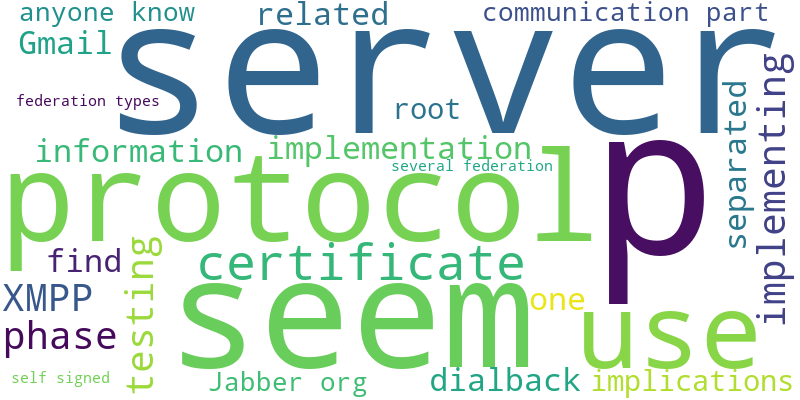 anyone know
related
communication part
Gmail
server
federation types
root
information
implementation
several federation
separated
implementing
protocol
p
find
certificate
XMPP
testing
seem
one
use
phase
self signed
Jabber org
dialback
implications